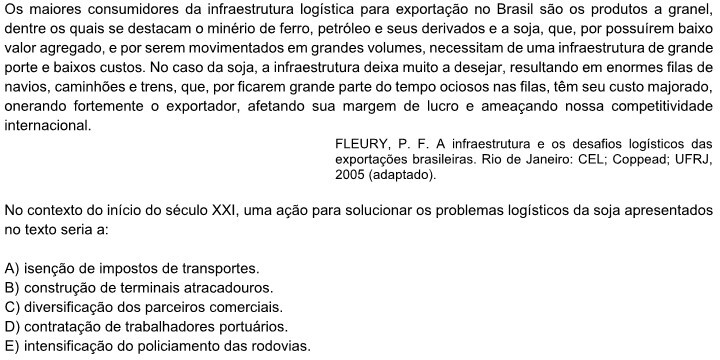 Os maiores consumidores da infraestrutura logística para exportação no Brasil são os produtos a granel,
dentre os quais se destacam o minério de ferro, petróleo e seus derivados e a soja, que, por possuírem baixo
valor agregado, e por serem movimentados em grandes volumes, necessitam de uma infraestrutura de grande
porte e baixos custos. No caso da soja, a infraestrutura deixa muito a desejar, resultando em enormes filas de
navios, caminhões e trens, que, por ficarem grande parte do tempo ociosos nas filas, têm seu custo majorado,
onerando fortemente o exportador, afetando sua margem de lucro e ameaçando nossa competitividade
internacional.
FLEURY, P. F. A infraestrutura e os desafios logísticos das
exportações brasileiras. Rio de Janeiro: CEL; Coppead; UFRJ,
2005 (adaptado).
No contexto do início do século XXI, uma ação para solucionar os problemas logísticos da soja apresentados
no texto seria a:
A) isenção de impostos de transportes.
B) construção de terminais atracadouros.
C) diversificação dos parceiros comerciais.
D) contratação de trabalhadores portuários.
E) intensificação do policiamento das rodovias.